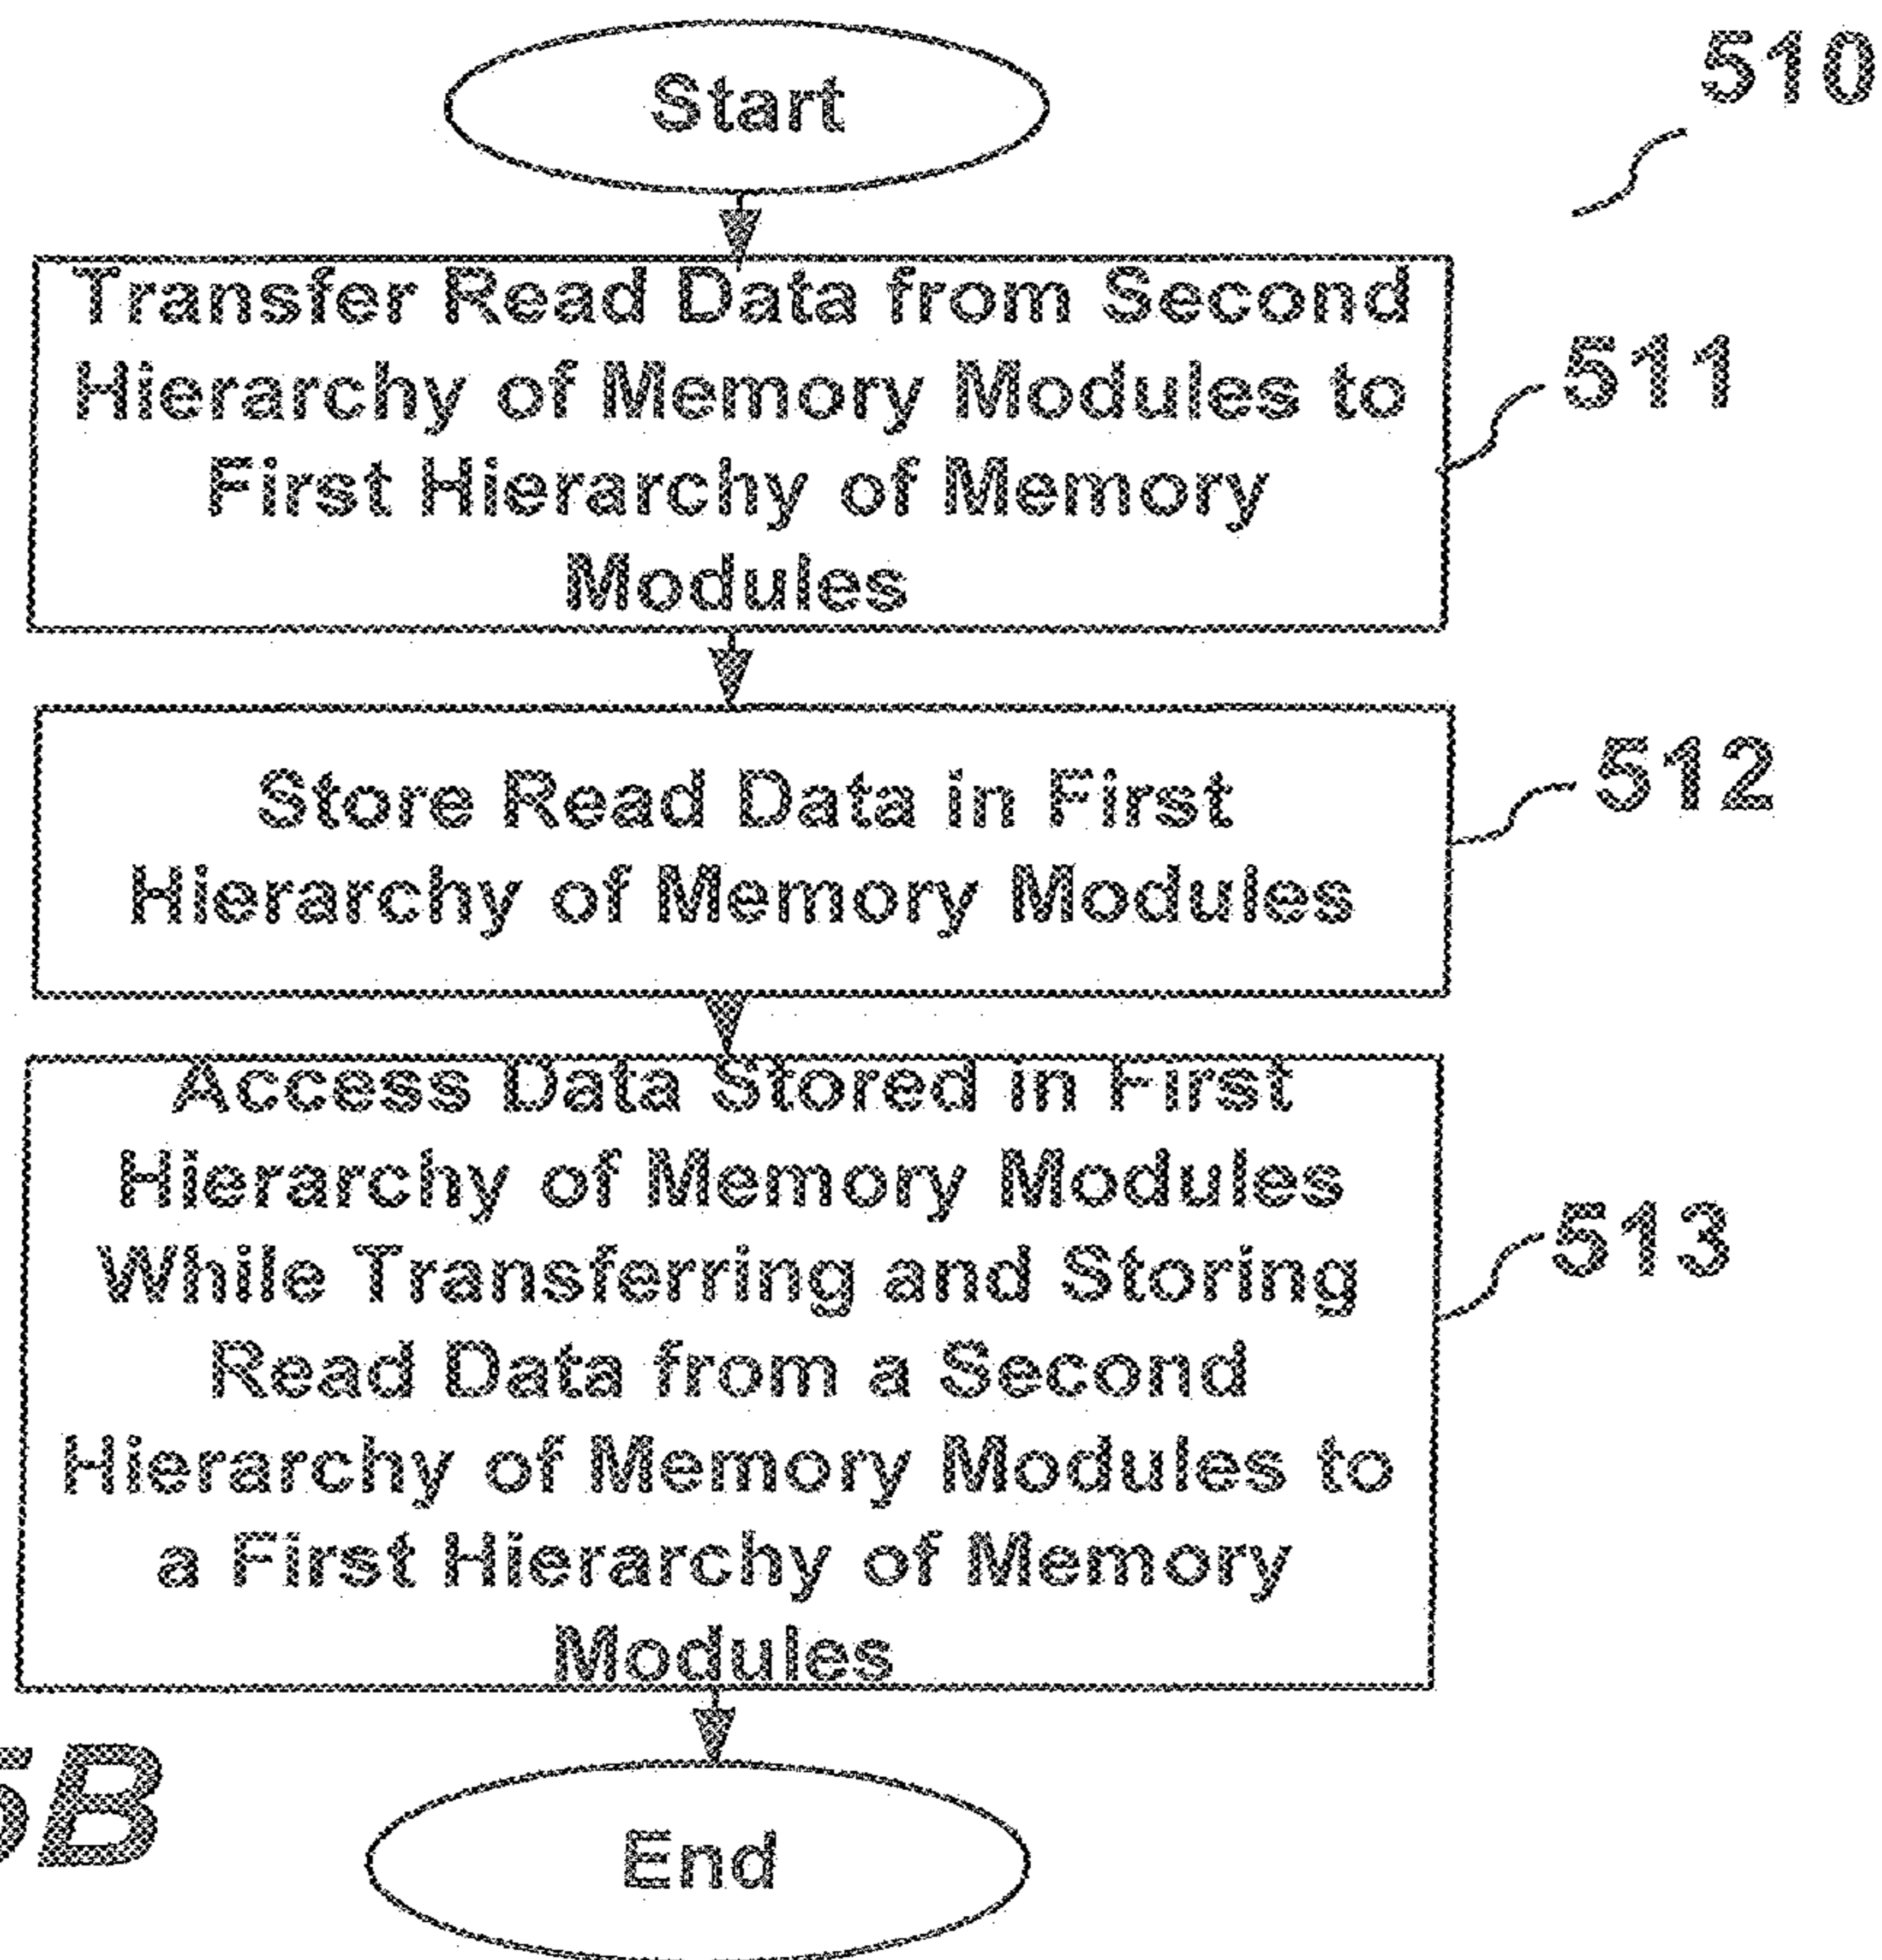 Start
510
Transfer Read Data from Second
Hierarchy of Memory Modules to
First Hierarchy of Memory
Modules
511
Store Read Data in First
Hierarchy of Memory Modules
512
Access Data Stored in First
Hierarchy of Memory Modules
While Transferring and Storing
Read Data from a Second
Hierarchy of Memory Modules to
a First Hierarchy of Memory
Modules
513
5B
End